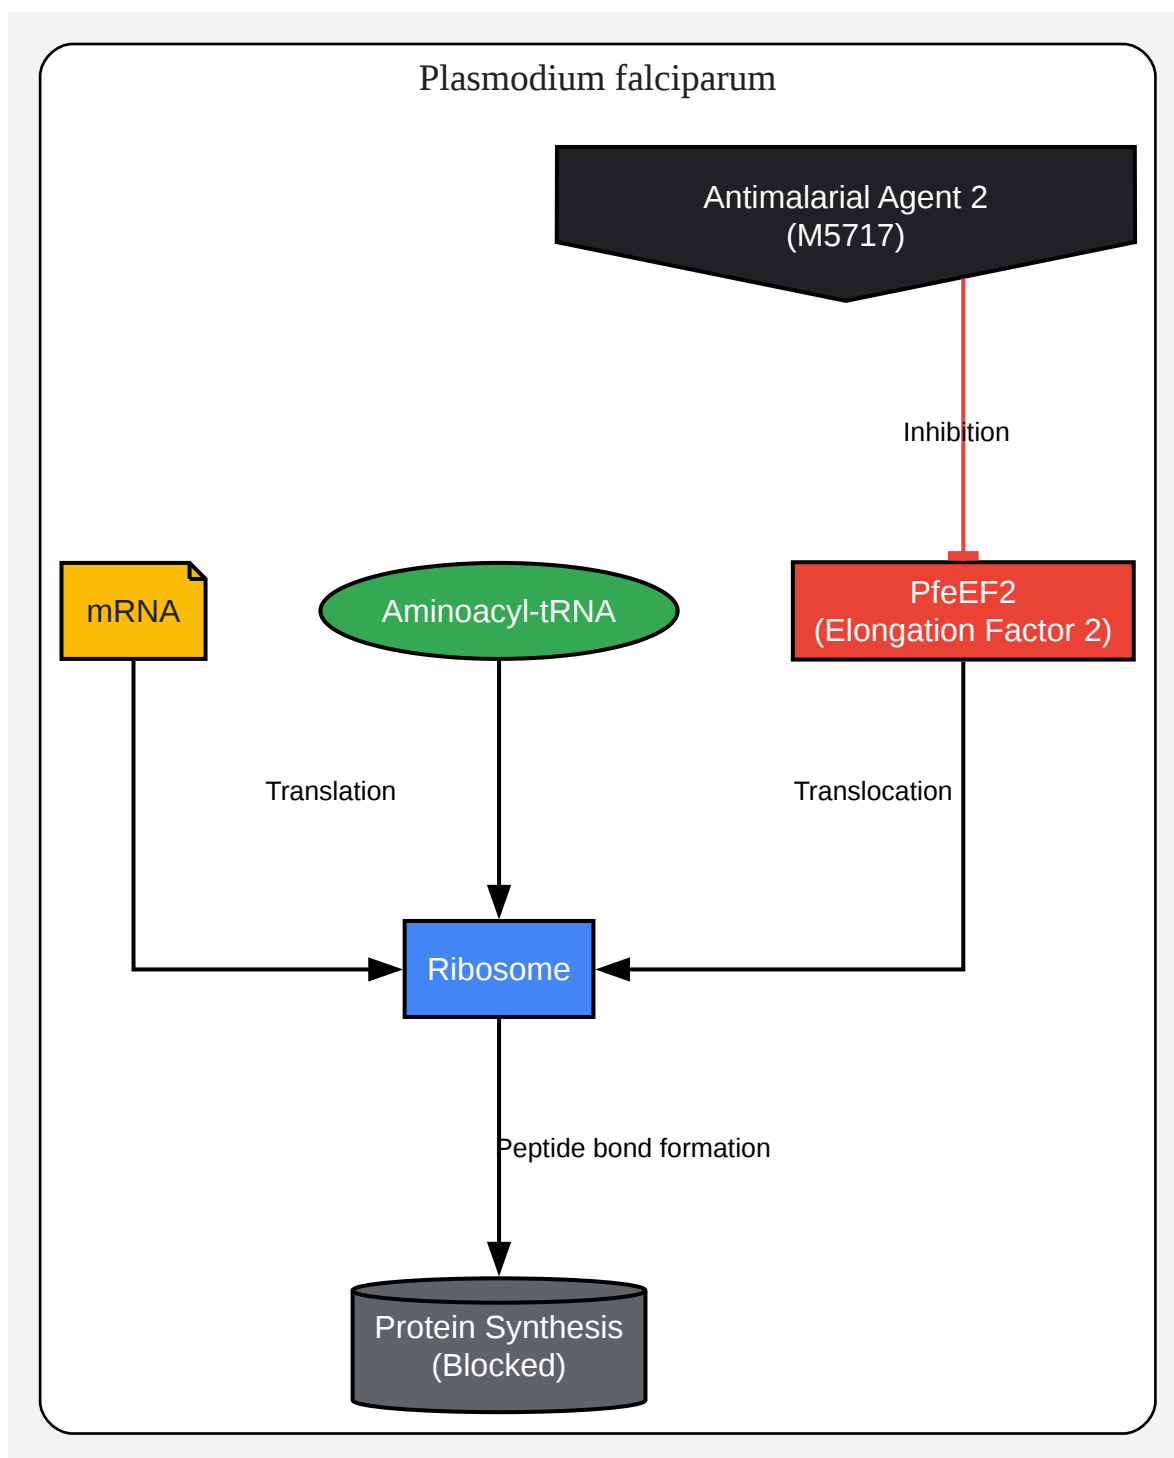 Plasmodium falciparum
Antimalarial Agent 2
(M5717)
Inhibition
mRNA
Aminoacyl-tRNA
PfeEF2
(Elongation Factor 2)
Translation
Translocation
Ribosome
Peptide bond formation
Protein Synthesis
(Blocked)